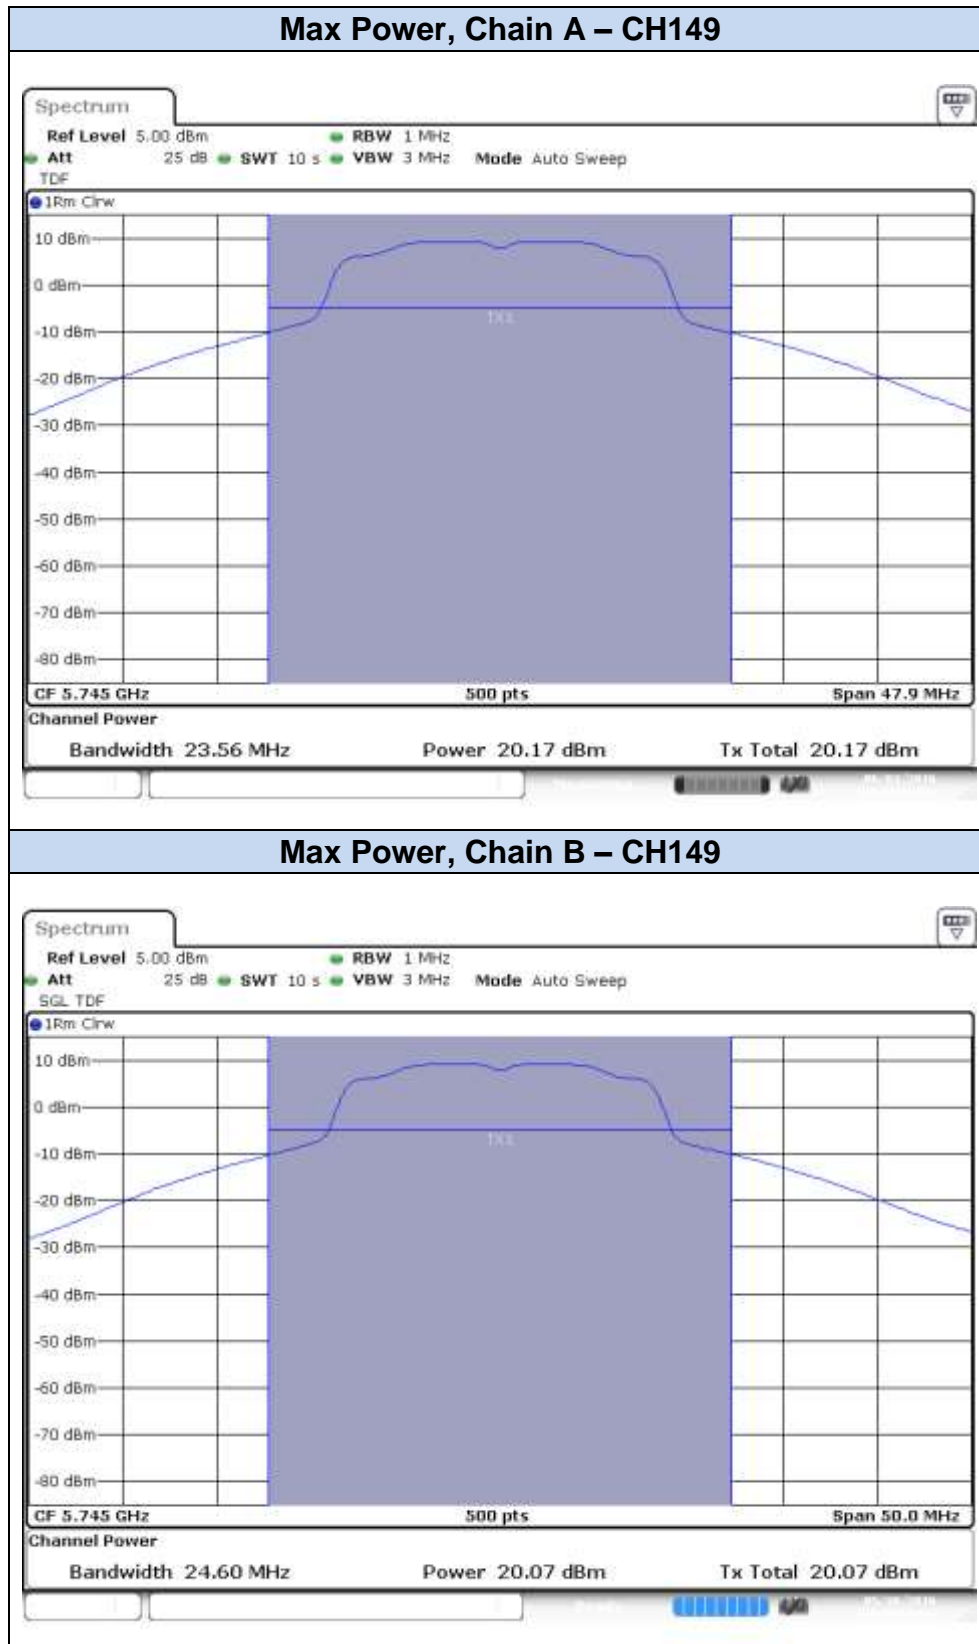 Max Power, Chain A – CH149
Spectrum
Ref Level 5.00 dBm RBW 1 MHz
Att 25 dB SWT 10 s VBW 3 MHz Mode Auto Sweep
TDF
1Rm Clrw
10 dBm
0 dBm
-10 dBm
-20 dBm
-30 dBm
-40 dBm
-50 dBm
-60 dBm
-70 dBm
-80 dBm
CF 5.745 GHz 500 pts Span 47.9 MHz
Channel Power
Bandwidth 23.56 MHz Power 20.17 dBm Tx Total 20.17 dBm
Max Power, Chain B – CH149
Spectrum
Ref Level 5.00 dBm RBW 1 MHz
Att 25 dB SWT 10 s VBW 3 MHz Mode Auto Sweep
SGL TDF
1Rm Clrw
10 dBm
0 dBm
-10 dBm
-20 dBm
-30 dBm
-40 dBm
-50 dBm
-60 dBm
-70 dBm
-80 dBm
CF 5.745 GHz 500 pts Span 50.0 MHz
Channel Power
Bandwidth 24.60 MHz Power 20.07 dBm Tx Total 20.07 dBm